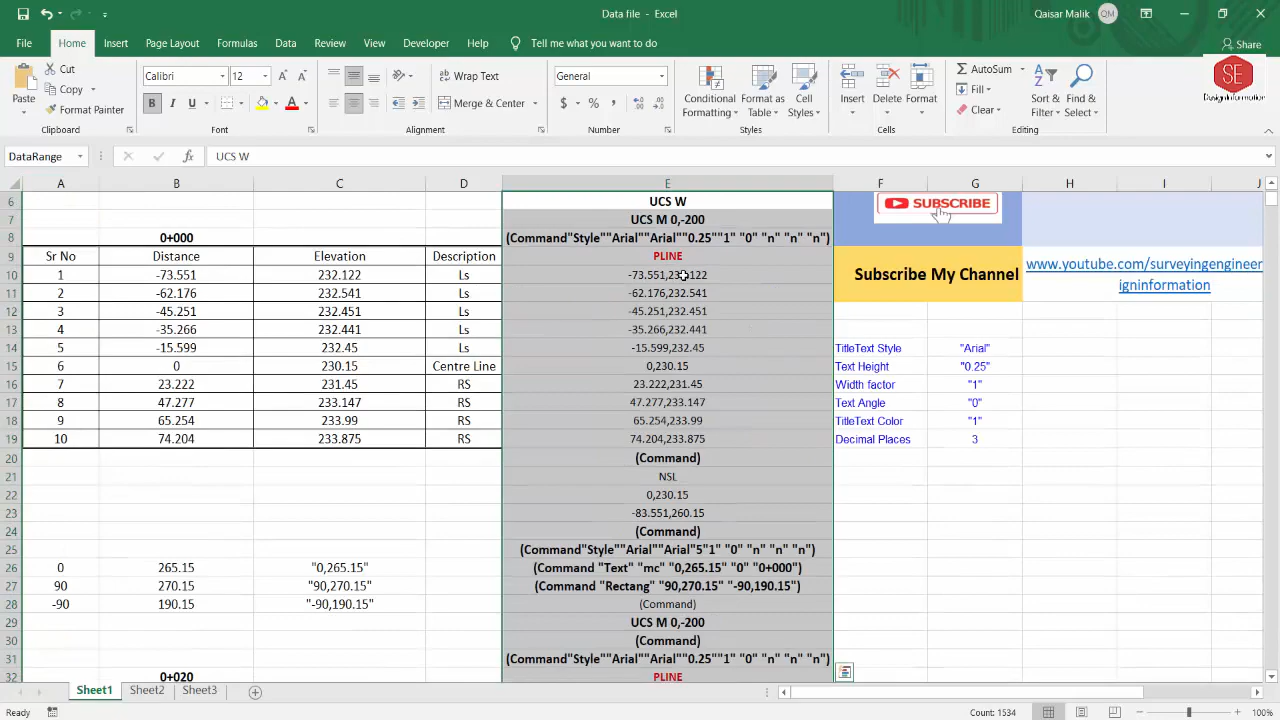 Data file - Excel
Qaisar Malik QM
File Home Insert Page Layout Formulas Data Review View Developer Help Tell me what you want to do Share
SE
Design Information
Paste
Cut
Copy
Format Painter
Clipboard
Calibri 12
B I U
Font
Wrap Text
Merge & Center
Alignment
General
$ % ,
Number
Conditional Formatting
Format as Table
Cell Styles
Styles
Insert Delete Format
Cells
AutoSum
Fill
Clear
Sort & Filter
Find & Select
Editing
DataRange fx UCS W
A B C D E F G H I J
6 UCS W SUBSCRIBE
7 UCS M 0,-200
8 0+000 (Command"Style""Arial""Arial""0.25""1" "0" "n" "n" "n")
9 Sr No Distance Elevation Description PLINE
Subscribe My Channel
www.youtube.com/surveyingengineer
igninformation
10 1 -73.551 232.122 Ls
11 2 -62.176 232.541 Ls -62.176,232.541
12 3 -45.251 232.451 Ls -45.251,232.451
13 4 -35.266 232.441 Ls -35.266,232.441
14 5 -15.599 232.45 Ls -15.599,232.45 TitleText Style "Arial"
15 6 0 230.15 Centre Line 0,230.15 Text Height "0.25"
16 7 23.222 231.45 RS 23.222,231.45 Width factor "1"
17 8 47.277 233.147 RS 47.277,233.147 Text Angle "0"
18 9 65.254 233.99 RS 65.254,233.99 TitleText Color "1"
19 10 74.204 233.875 RS 74.204,233.875 Decimal Places 3
20 (Command)
21 NSL
22 0,230.15
23 -83.551,260.15
24 (Command)
25 (Command"Style""Arial""Arial"5"1" "0" "n" "n" "n")
26 0 265.15 "0,265.15" (Command "Text" "mc" "0,265.15" "0" "0+000")
27 90 270.15 "90,270.15" (Command "Rectang" "90,270.15" "-90,190.15")
28 -90 190.15 "-90,190.15" (Command)
29 UCS M 0,-200
30 (Command)
31 (Command"Style""Arial""Arial""0.25""1" "0" "n" "n" "n")
32 0+020 PLINE
Sheet1 Sheet2 Sheet3
Ready Count: 1534 100%